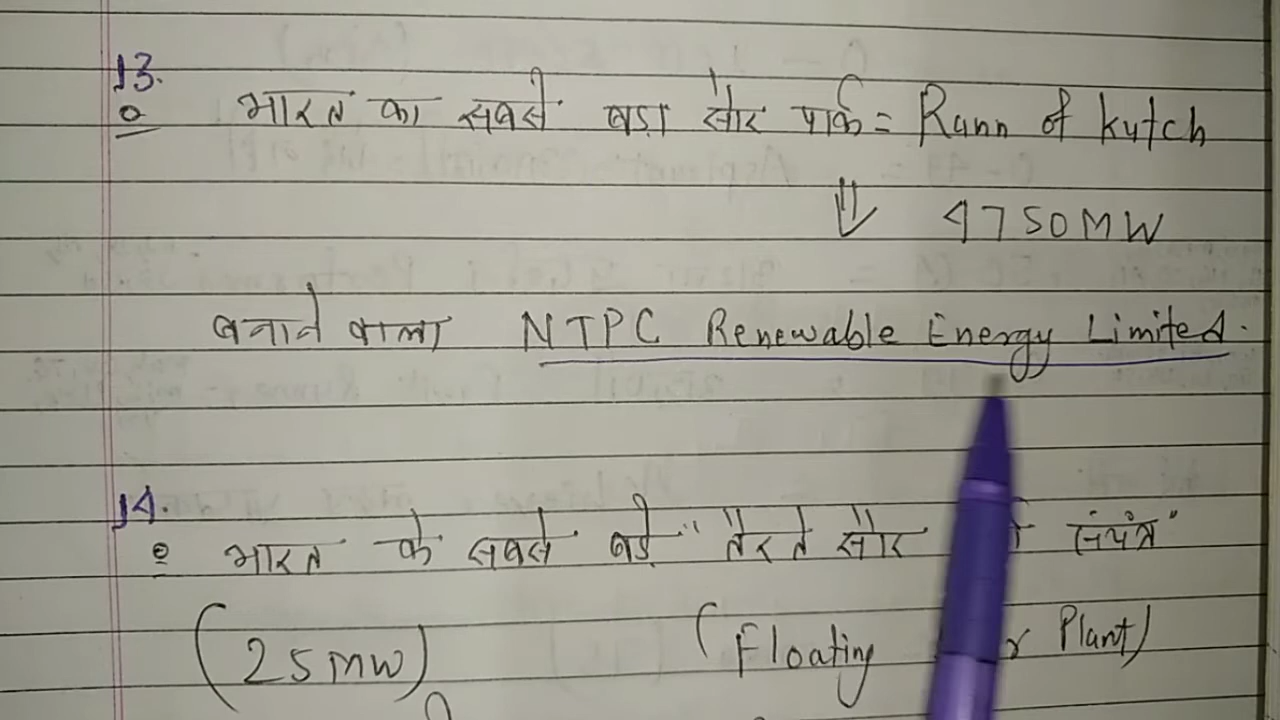 13.
भारत का सबसे बड़ा सोर पार्क = Rann of Kutch
4750MW
बनाने वाला NTPC Renewable Energy Limited.
14.
भारत के सबसे बड़े "तैरते सौर संयंत्र"
(25MW) (Floating Plant)